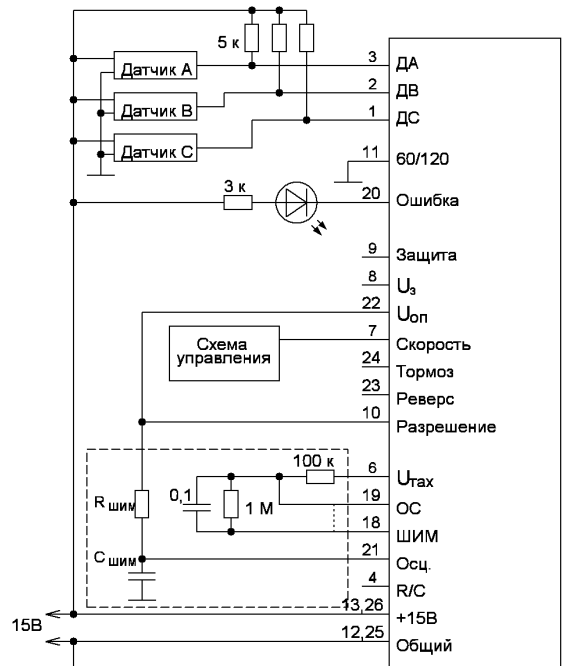 5 к
Датчик A
Датчик B
Датчик C
3 ДА
2 ДВ
1 ДС
11 60/120
3 к
20 Ошибка
9 Защита
8 Uз
22 Uоп
Схема
управления
7 Скорость
24 Тормоз
23 Реверс
10 Разрешение
100 к
6 Uтах
R шим
0,1
1 М
19 ОС
18 ШИМ
С шим
21 Осц.
4 R/C
13,26 +15В
15В
12,25 Общий